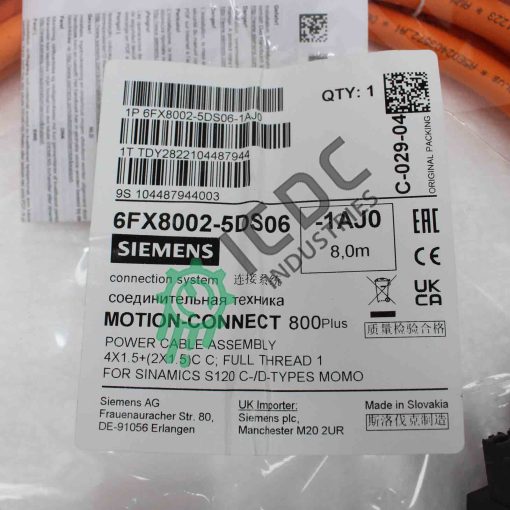 1P 6FX8002-5DS06-1AJ0
QTY: 1
1T TDY2822104487944
C-029-04
ORIGINAL PACKING
9S 104487944003
6FX8002-5DS06 -1AJ0
SIEMENS 8,0m
EAC
connection system 连接系统
UK CA
соединительная техника
MOTION-CONNECT 800Plus
质量检验合格
POWER CABLE ASSEMBLY
4X1.5+(2X1.5)C C; FULL THREAD 1
FOR SINAMICS S120 C-/D-TYPES MOMO
Siemens AG
Frauenauracher Str. 80,
DE-91056 Erlangen
UK Importer:
Siemens plc,
Manchester M20 2UR
Made in Slovakia
斯洛伐克制造
ICDC
INDUSTRIES